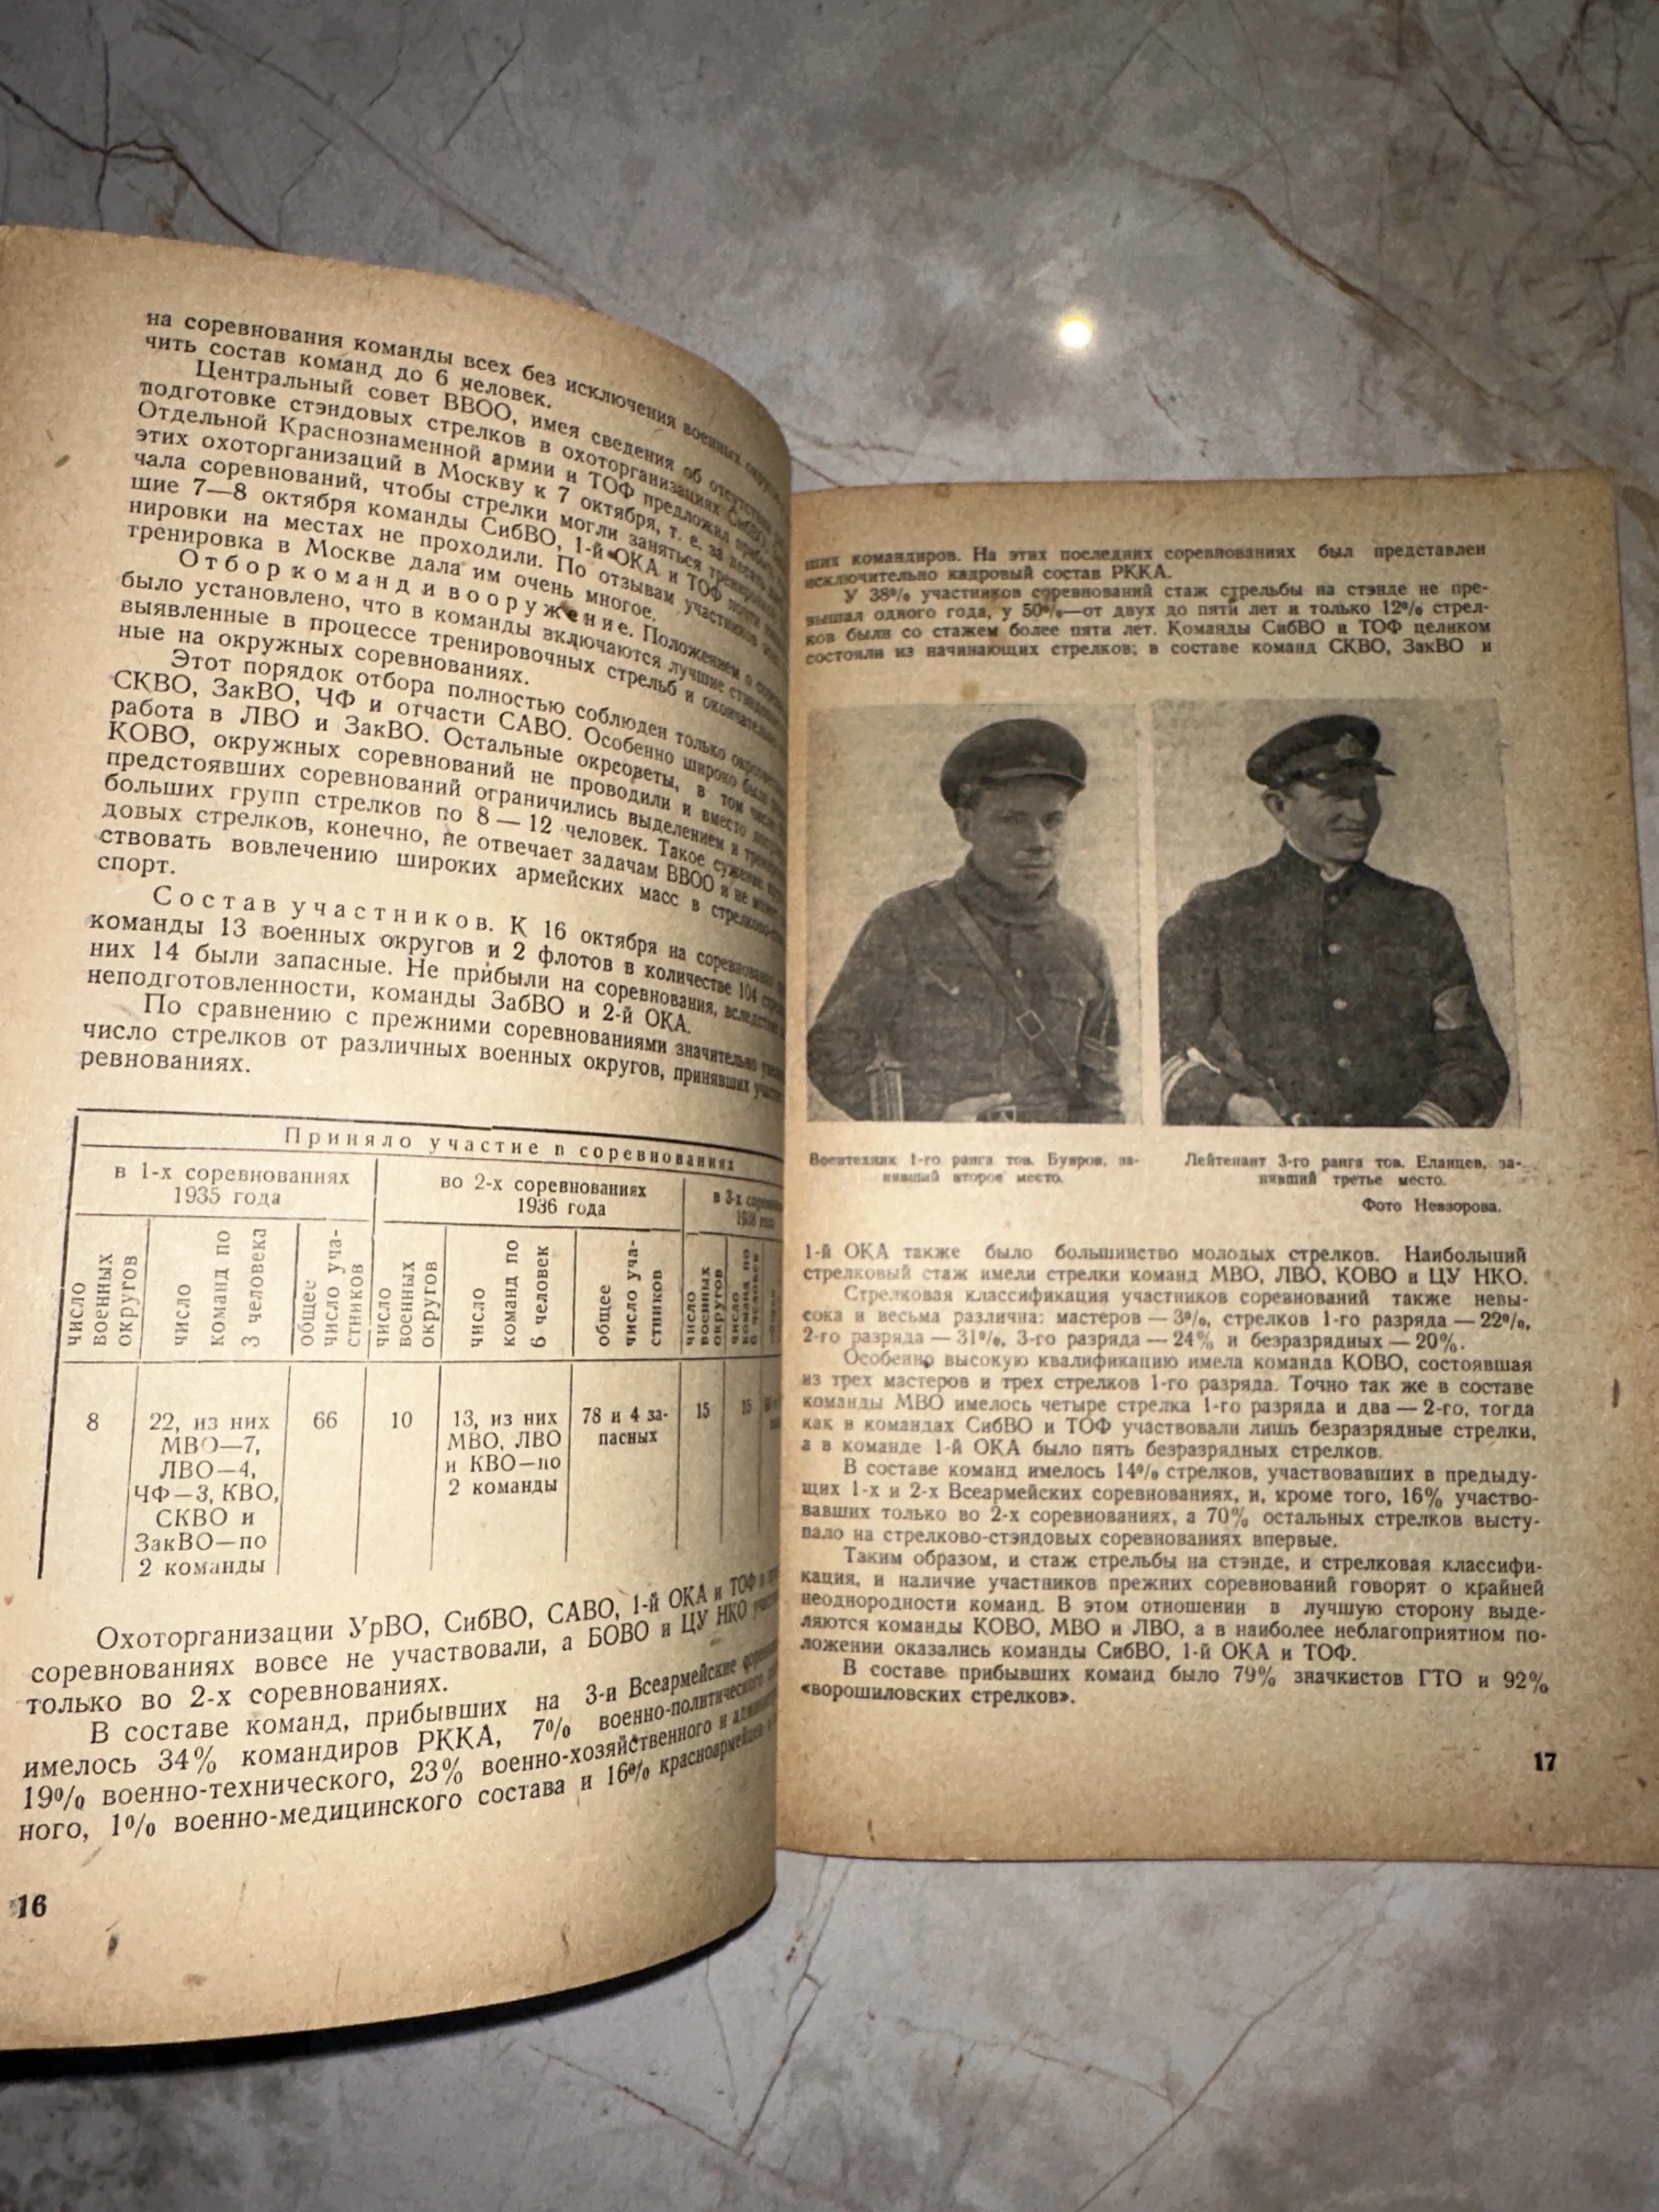 на соревнования команды всех без исключения военных
чить состав команд до 6 человек.
Центральный совет ВВОО, имея сведения об отсутствии
подготовке стэндовых стрелков в охоторганизациях СибВО,
Отдельной Краснознаменной армии и ТОФ предложил
этих охоторганизаций в Москву к 7 октября, т. е. за десять
чала соревнований, чтобы стрелки могли заняться
шие 7—8 октября команды СибВО, 1-й ОКА и ТОФ почти
нировки на местах не проходили. По отзывам участников
тренировка в Москве дала им очень многое.
Отбор команд и вооружение. Положением о
было установлено, что в команды включаются лучшие
выявленные в процессе тренировочных стрельб и
ные на окружных соревнованиях.
Этот порядок отбора полностью соблюден только
СКВО, ЗакВО, ЧФ и отчасти САВО. Особенно широко была
работа в ЛВО и ЗакВО. Остальные окрсоветы, в том числе
КОВО, окружных соревнований не проводили и вместо
предстоявших соревнований ограничились выделением и
больших групп стрелков по 8 — 12 человек. Такое сужение
довых стрелков, конечно, не отвечает задачам ВВОО и не может
ствовать вовлечению широких армейских масс в
спорт.
Состав участников. К 16 октября на
команды 13 военных округов и 2 флотов в количестве 104
них 14 были запасные. Не прибыли на соревнования,
неподготовленности, команды ЗабВО и 2-й ОКА.
По сравнению с прежними соревнованиями значительно
число стрелков от различных военных округов, принявших
ревнованиях.
Приняло участие в соревнованиях
в 1-х соревнованиях
1935 года
во 2-х соревнованиях
1936 года
в 3-х
число
военных
округов
число
команд по
3 человека
общее
число уча-
стников
число
военных
округов
число
команд по
6 человек
общее
число уча-
стников
число
военных
округов
число
команд по
8
22, из них
МВО—7,
ЛВО—4,
ЧФ—3, КВО,
СКВО и
ЗакВО—по
2 команды
66
10
13, из них
МВО, ЛВО
и КВО—по
2 команды
78 и 4 за-
пасных
15
15
Охоторганизации УрВО, СибВО, САВО, 1-й ОКА и ТОФ в
соревнованиях вовсе не участвовали, а БОВО и ЦУ НКО
только во 2-х соревнованиях.
В составе команд, прибывших на 3-и Всеармейские
имелось 34% командиров РККА, 7% военно-политического
19% военно-технического, 23% военно-хозяйственного и
ного, 1% военно-медицинского состава и 16% красноармейцев
16
ших командиров. На этих последних соревнованиях был представлен
исключительно кадровый состав РККА.
У 38% участников соревнований стаж стрельбы на стэнде не пре-
вышал одного года, у 50%—от двух до пяти лет и только 12% стрел-
ков были со стажем более пяти лет. Команды СибВО и ТОФ целиком
состояли из начинающих стрелков; в составе команд СКВО, ЗакВО и
Воентехник 1-го ранга тов. за-
нявший второе место.
Лейтенант 3-го ранга тов. Еланцев, за-
нявший третье место.
Фото Невзорова.
1-й ОКА также было большинство молодых стрелков. Наибольший
стрелковый стаж имели стрелки команд МВО, ЛВО, КОВО и ЦУ НКО.
Стрелковая классификация участников соревнований также невы-
сока и весьма различна: мастеров — 3%, стрелков 1-го разряда — 22%,
2-го разряда — 31%, 3-го разряда — 24% и безразрядных — 20%.
Особенно высокую квалификацию имела команда КОВО, состоявшая
из трех мастеров и трех стрелков 1-го разряда. Точно так же в составе
команды МВО имелось четыре стрелка 1-го разряда и два — 2-го, тогда
как в командах СибВО и ТОФ участвовали лишь безразрядные стрелки,
а в команде 1-й ОКА было пять безразрядных стрелков.
В составе команд имелось 14% стрелков, участвовавших в предыду-
щих 1-х и 2-х Всеармейских соревнованиях, и, кроме того, 16% участво-
вавших только во 2-х соревнованиях, а 70% остальных стрелков высту-
пало на стрелково-стэндовых соревнованиях впервые.
Таким образом, и стаж стрельбы на стэнде, и стрелковая классифи-
кация, и наличие участников прежних соревнований говорят о крайней
неоднородности команд. В этом отношении в лучшую сторону выде-
ляются команды КОВО, МВО и ЛВО, а в наиболее неблагоприятном по-
ложении оказались команды СибВО, 1-й ОКА и ТОФ.
В составе прибывших команд было 79% значкистов ГТО и 92%
«ворошиловских стрелков».
17